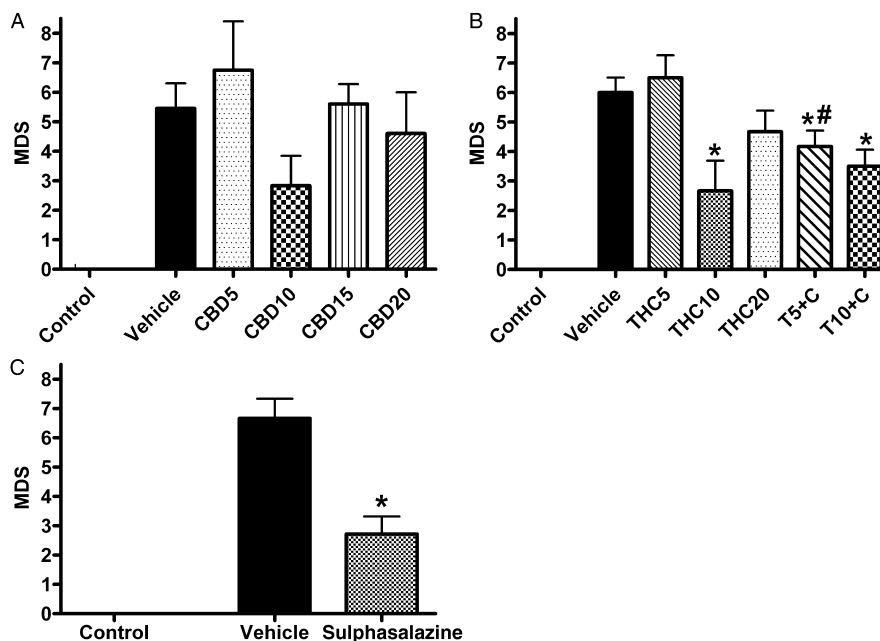 A
MDS
8
7
6
5
4
3
2
1
0
Control
Vehicle
CBD5
CBD10
CBD15
CBD20
B
MDS
8
7
6
5
4
3
2
1
0
*
*#
*
Control
Vehicle
THC5
THC10
THC20
T5+C
T10+C
C
MDS
8
7
6
5
4
3
2
1
0
*
Control Vehicle Sulphasalazine